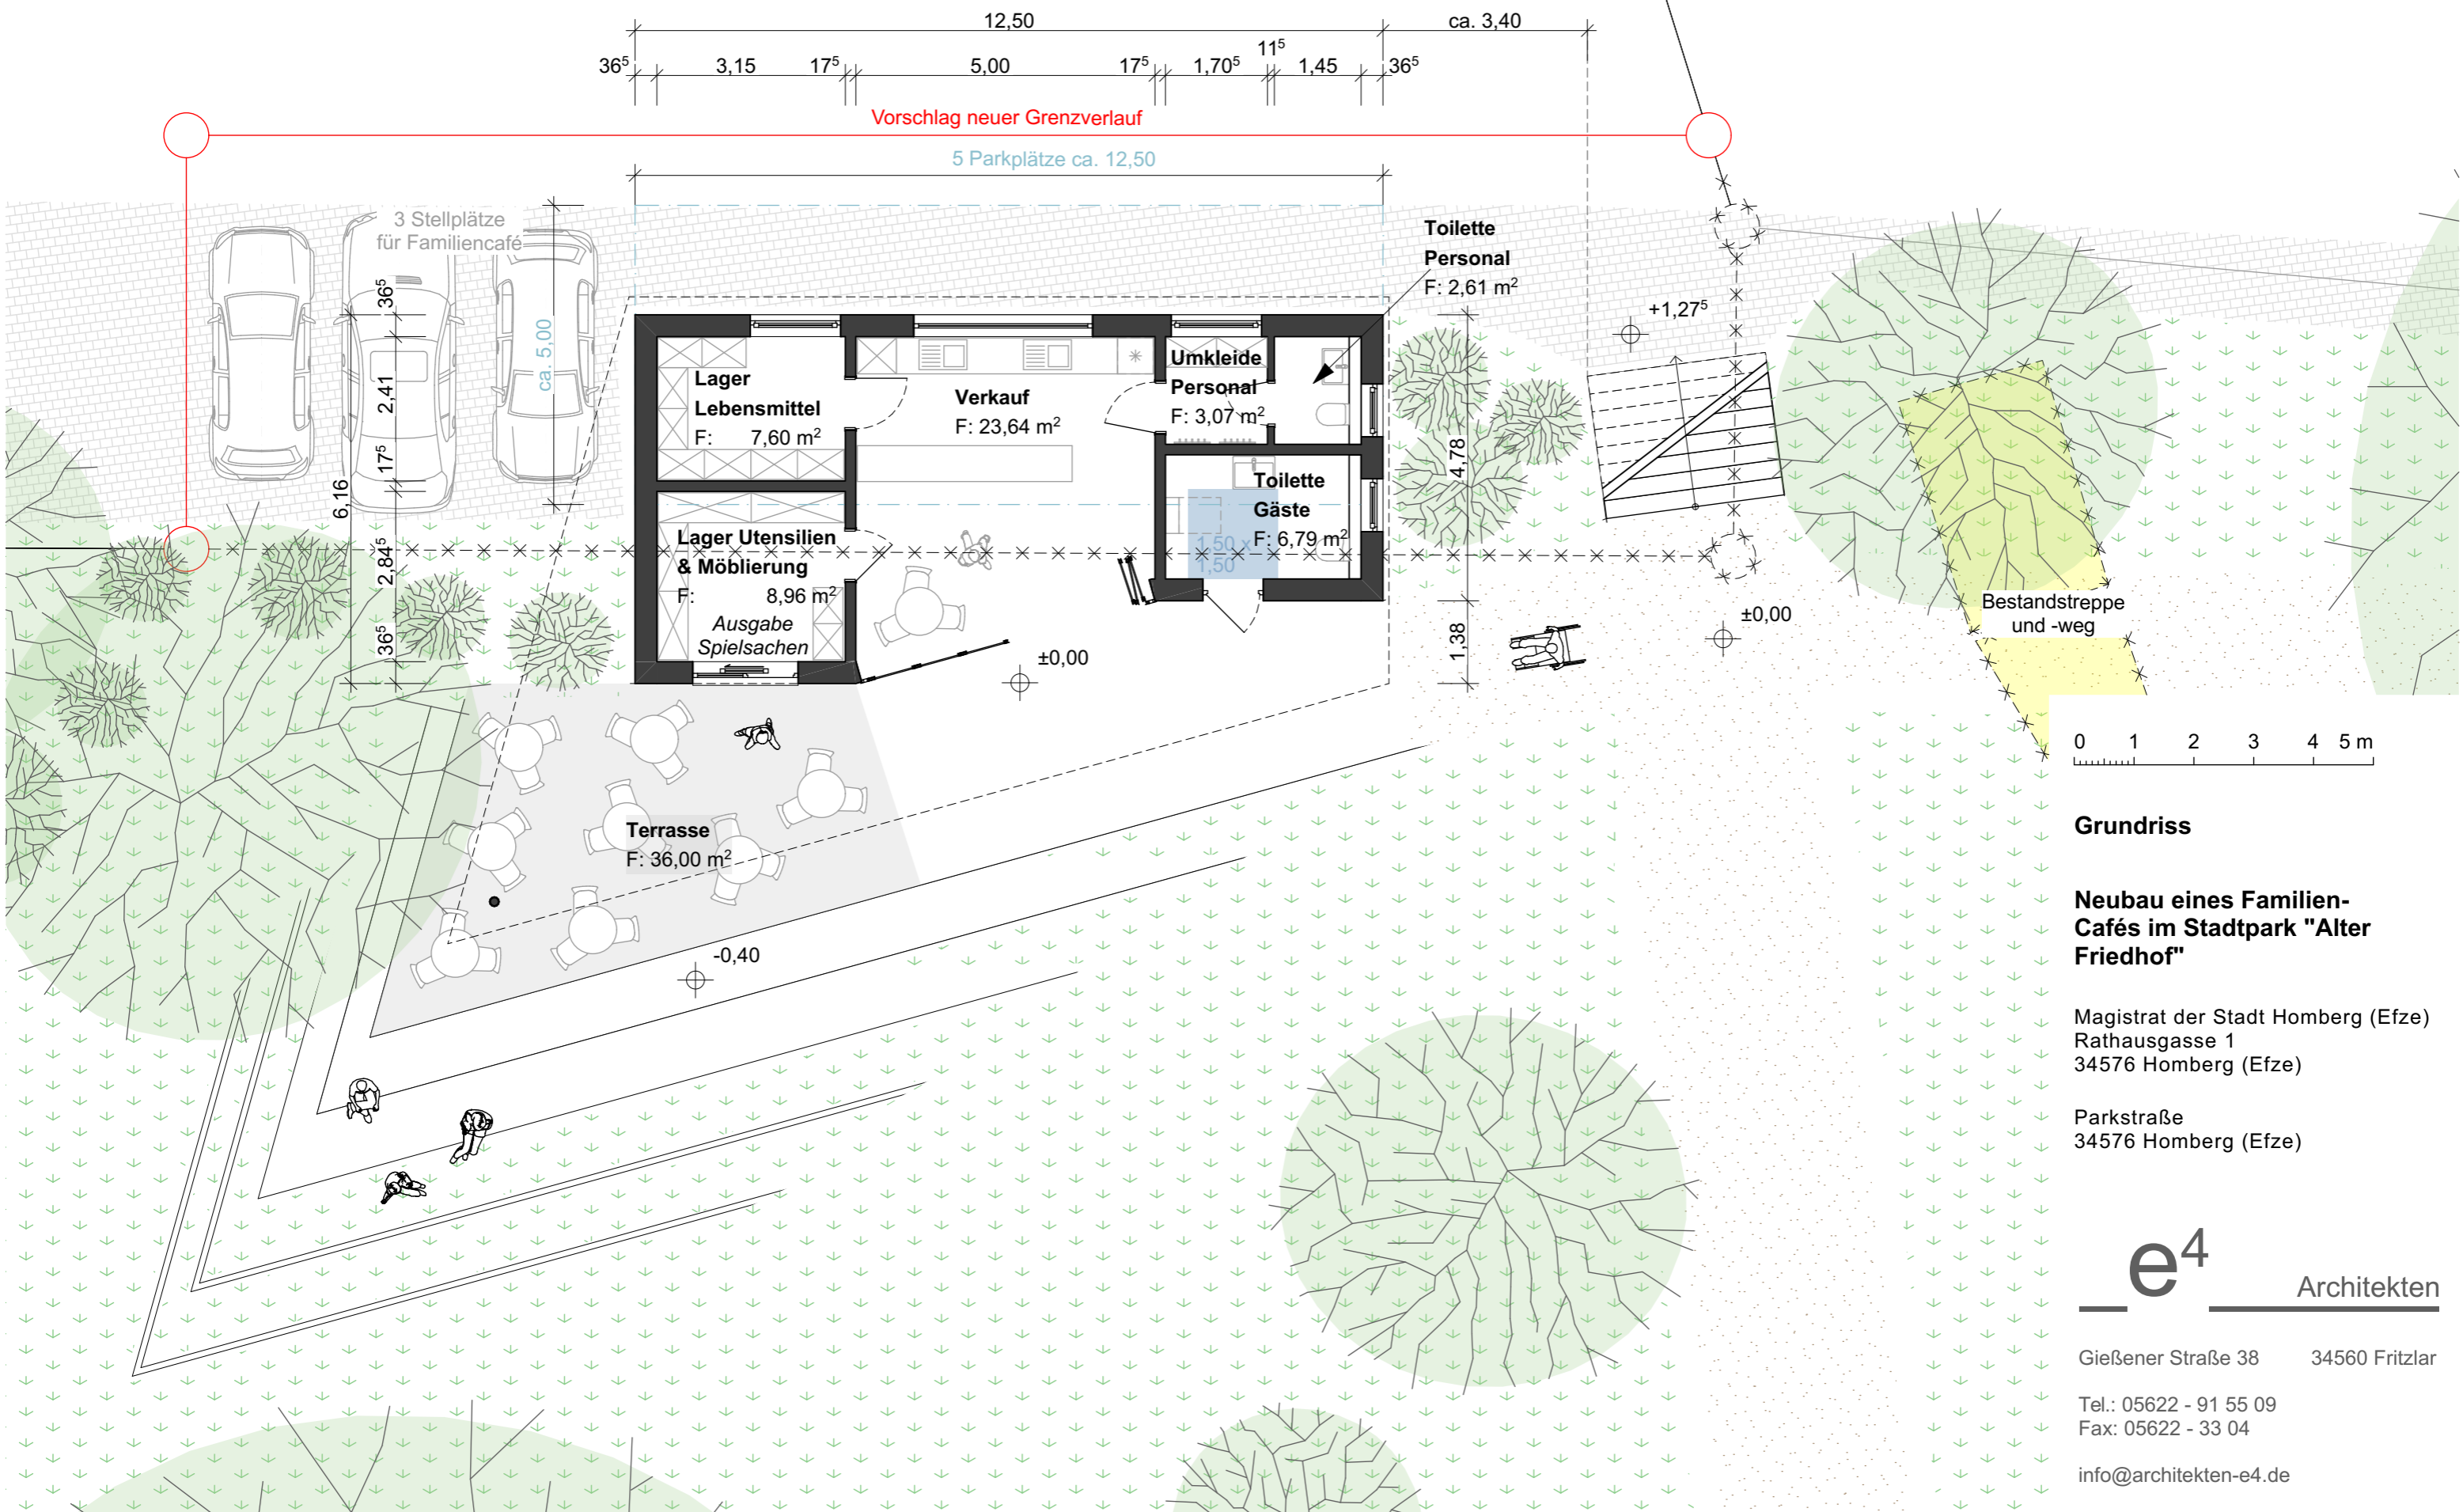 12,50
ca. 3,40
36⁵
3,15
17⁵
5,00
17⁵
1,70⁵
11⁵
1,45
36⁵
Vorschlag neuer Grenzverlauf
5 Parkplätze ca. 12,50
3 Stellplätze
für Familiencafé
ca. 5,00
36⁵
2,41
17⁵
6,16
2,84⁵
36⁵
Toilette
Personal
F: 2,61 m²
+1,27⁵
Lager
Lebensmittel
F: 7,60 m²
Verkauf
F: 23,64 m²
Umkleide
Personal
F: 3,07 m²
4,78
1,38
Toilette
Gäste
F: 6,79 m²
1,50 x
1,50
Lager Utensilien
& Möblierung
F: 8,96 m²
Ausgabe
Spielsachen
±0,00
±0,00
Bestandstreppe
und -weg
Terrasse
F: 36,00 m²
-0,40
0 1 2 3 4 5 m
Grundriss
Neubau eines Familien-
Cafés im Stadtpark "Alter
Friedhof"
Magistrat der Stadt Homberg (Efze)
Rathausgasse 1
34576 Homberg (Efze)
Parkstraße
34576 Homberg (Efze)
e⁴ Architekten
Gießener Straße 38 34560 Fritzlar
Tel.: 05622 - 91 55 09
Fax: 05622 - 33 04
info@architekten-e4.de